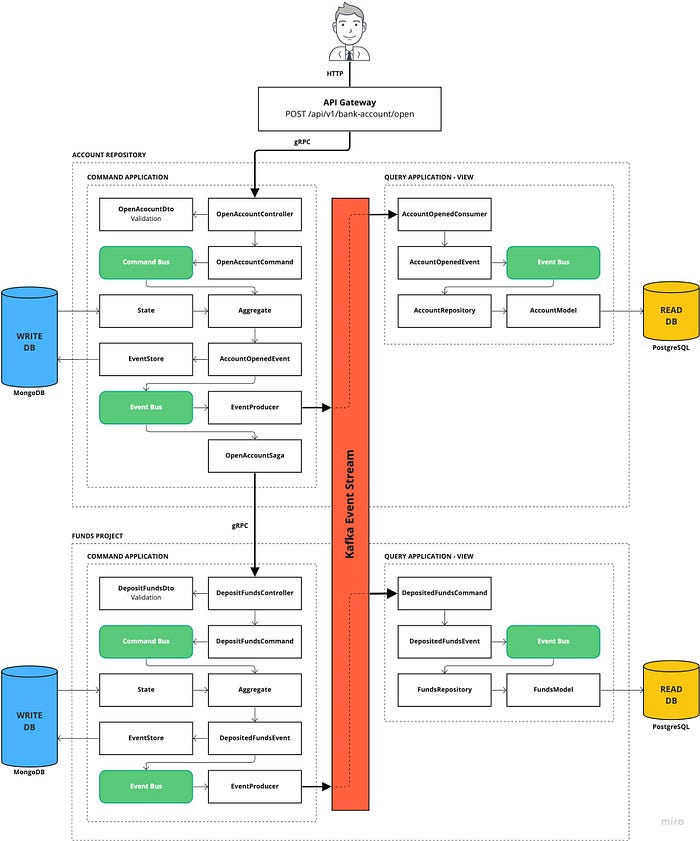 HTTP
API Gateway
POST /api/v1/bank-account/open
gRPC
ACCOUNT REPOSITORY
COMMAND APPLICATION
OpenAcocuntDto
Validation
OpenAccountController
Command Bus
OpenAccountCommand
State
Aggregate
EventStore
AccountOpenedEvent
Event Bus
EventProducer
OpenAccountSaga
WRITE
DB
MongoDB
Kafka Event Stream
QUERY APPLICATION - VIEW
AccountOpenedConsumer
AccountOpenedEvent
Event Bus
AccountRepository
AccountModel
READ
DB
PostgreSQL
gRPC
FUNDS PROJECT
COMMAND APPLICATION
DepositFundsDto
Validation
DepositFundsController
Command Bus
DepositFundsCommand
State
Aggregate
EventStore
DepositedFundsEvent
Event Bus
EventProducer
WRITE
DB
MongoDB
QUERY APPLICATION - VIEW
DepositedFundsCommand
DepositedFundsEvent
Event Bus
FundsRepository
FundsModel
READ
DB
PostgreSQL
miro